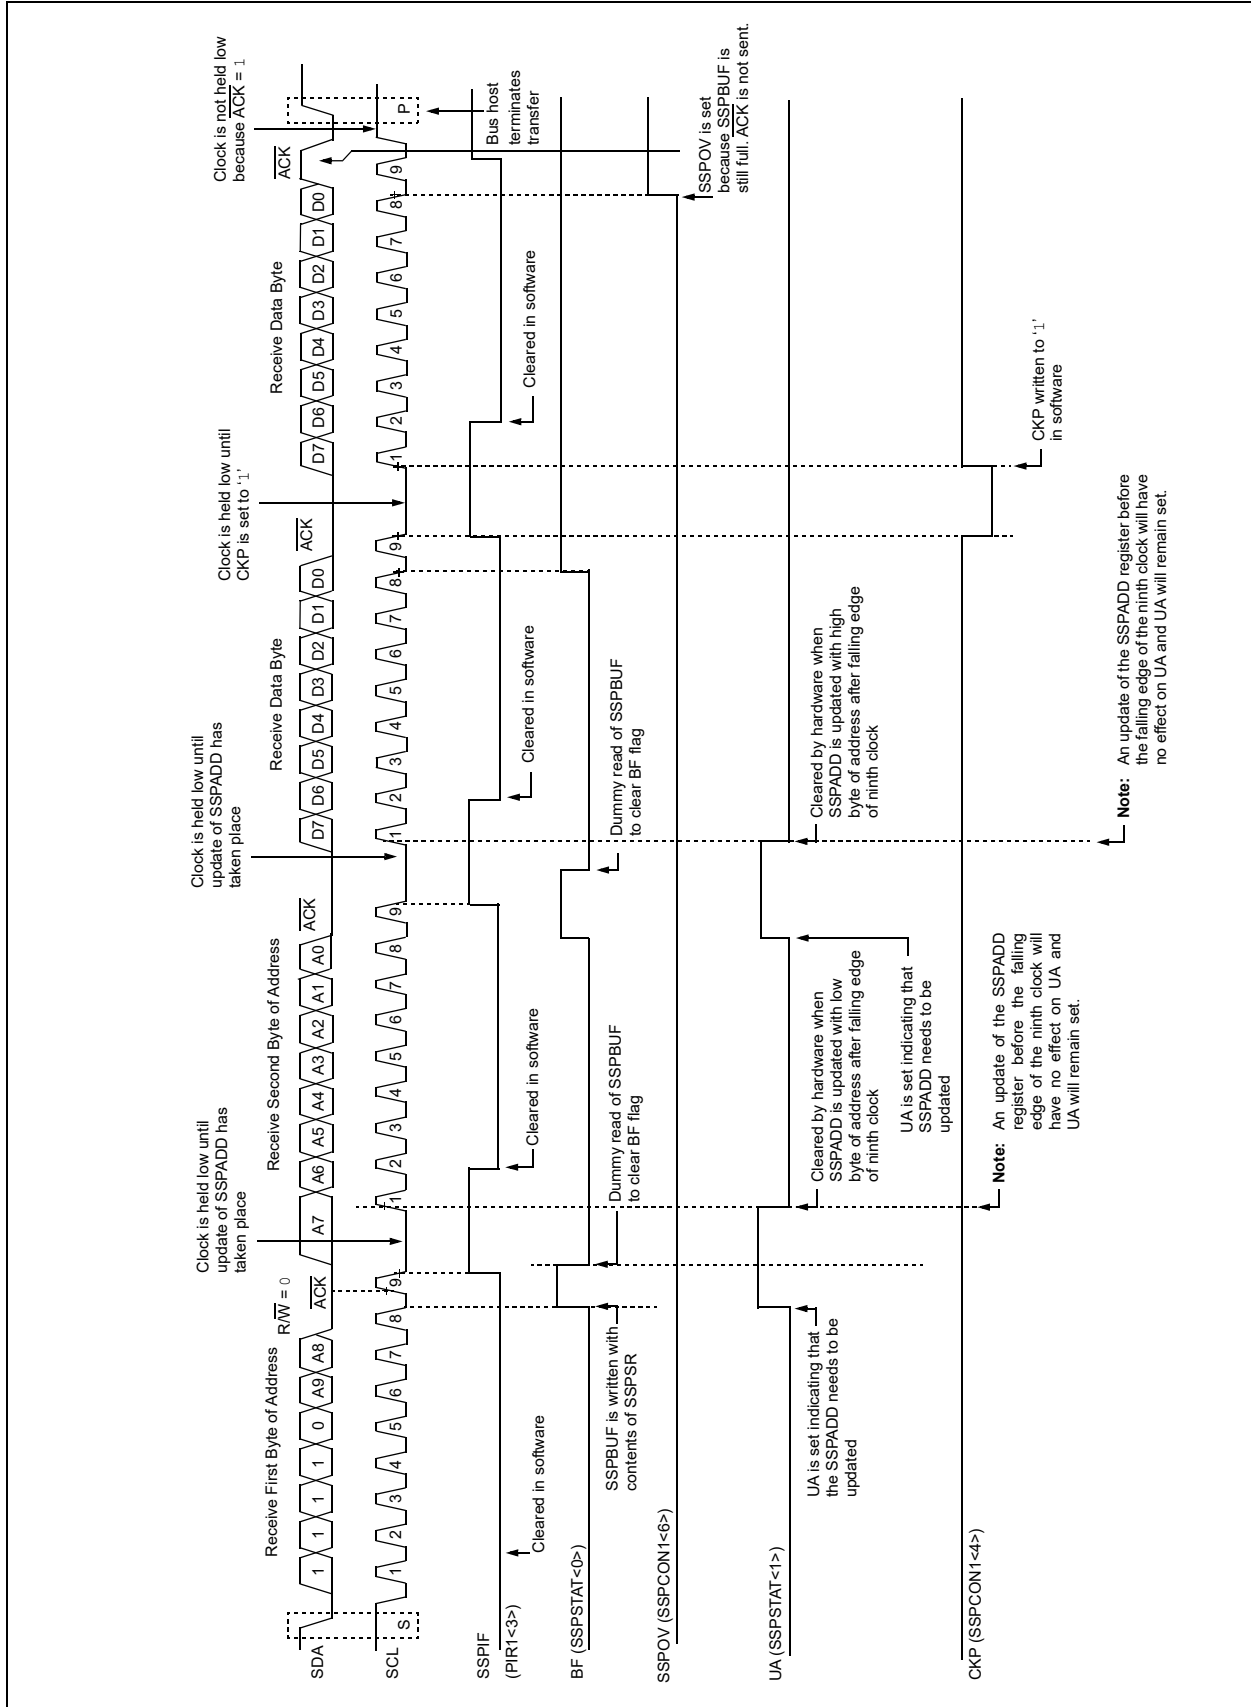 Receive First Byte of Address
R/W = 0
ACK
Receive Second Byte of Address
ACK
Receive Data Byte
ACK
Receive Data Byte
ACK
Clock is held low until
update of SSPADD has
taken place
Clock is held low until
update of SSPADD has
taken place
Clock is held low until
CKP is set to ‘1’
Clock is not held low
because ACK = 1
SDA
1 1 1 1 0 A9 A8
A7 A6 A5 A4 A3 A2 A1 A0
D7 D6 D5 D4 D3 D2 D1 D0
D7 D6 D5 D4 D3 D2 D1 D0
SCL
S
1 2 3 4 5 6 7 8 9
1 2 3 4 5 6 7 8 9
1 2 3 4 5 6 7 8 9
1 2 3 4 5 6 7 8 9
P
Bus host
terminates
transfer
SSPIF
(PIR1<3>)
Cleared in software
Cleared in software
Cleared in software
Cleared in software
BF (SSPSTAT<0>)
SSPBUF is written with
contents of SSPSR
Dummy read of SSPBUF
to clear BF flag
Dummy read of SSPBUF
to clear BF flag
SSPOV (SSPCON1<6>)
SSPOV is set
because SSPBUF is
still full. ACK is not sent.
UA (SSPSTAT<1>)
UA is set indicating that
the SSPADD needs to be
updated
Cleared by hardware when
SSPADD is updated with low
byte of address after falling edge
of ninth clock
UA is set indicating that
SSPADD needs to be
updated
Cleared by hardware when
SSPADD is updated with high
byte of address after falling edge
of ninth clock
CKP (SSPCON1<4>)
CKP written to ‘1’
in software
Note: An update of the SSPADD
register before the falling
edge of the ninth clock will
have no effect on UA and
UA will remain set.
Note: An update of the SSPADD register before
the falling edge of the ninth clock will have
no effect on UA and UA will remain set.